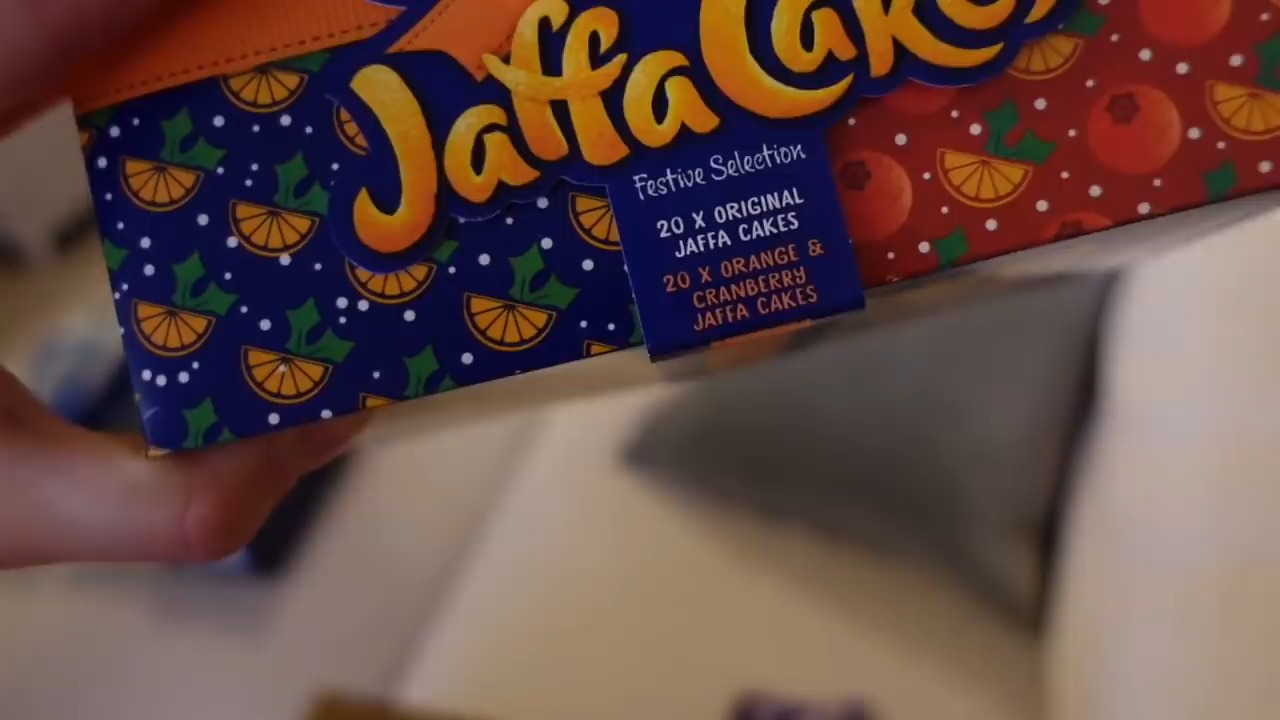 Jaffa Cakes
Festive Selection
20 X ORIGINAL
JAFFA CAKES
20 X ORANGE &
CRANBERRY
JAFFA CAKES